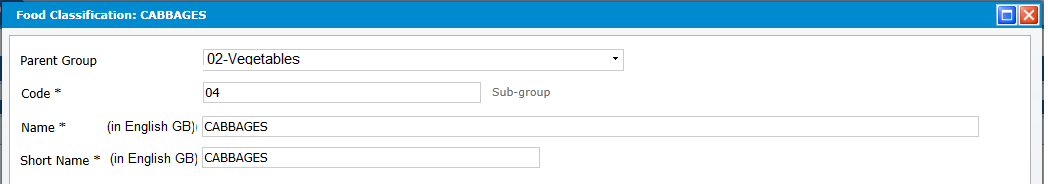 Food Classification: CABBAGES
Parent Group 02-Vegetables
Code * 04 Sub-group
Name * (in English GB) CABBAGES
Short Name * (in English GB) CABBAGES